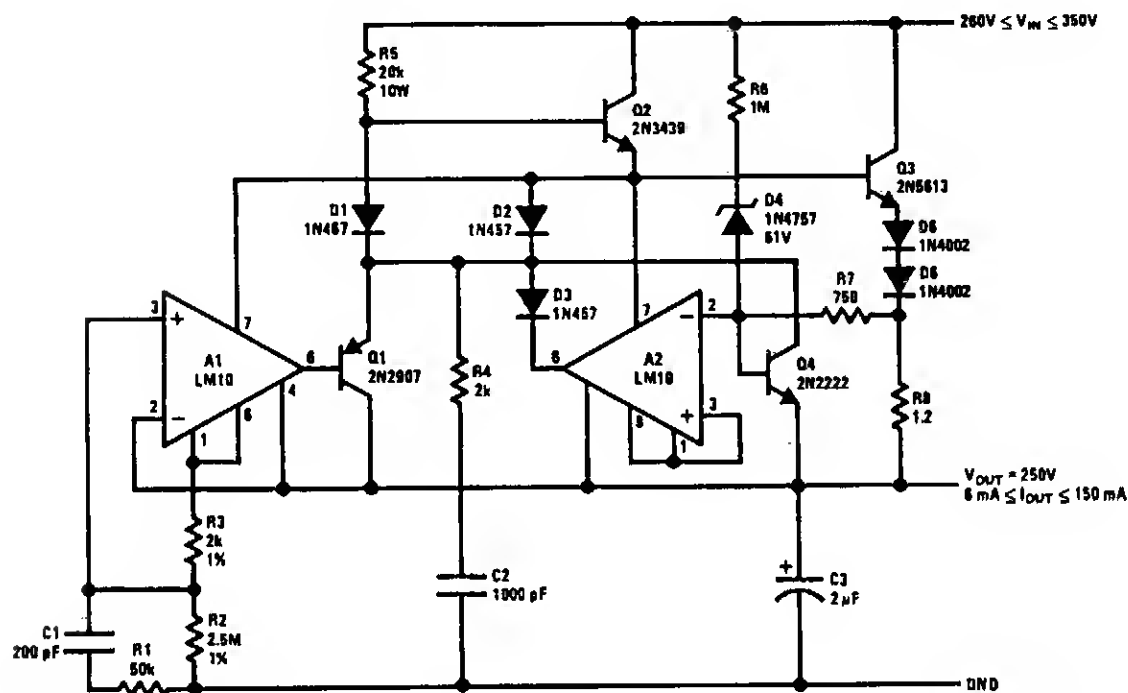 260V ≤ VIN ≤ 350V
R5
20k
10W
Q2
2N3439
R6
1M
Q3
2N5613
D1
1N457
D2
1N457
D4
1N4757
51V
D5
1N4002
D6
1N4002
D3
1N457
R7
750
3
+
7
A1
LM10
6
4
2
−
8
1
Q1
2N2907
R4
2k
6
7
A2
LM10
−
2
+
3
8
1
Q4
2N2222
R8
1.2
VOUT = 250V
6 mA ≤ IOUT ≤ 150 mA
R3
2k
1%
C2
1000 pF
+
C3
2 µF
C1
200 pF
R2
2.5M
1%
R1
50k
GND